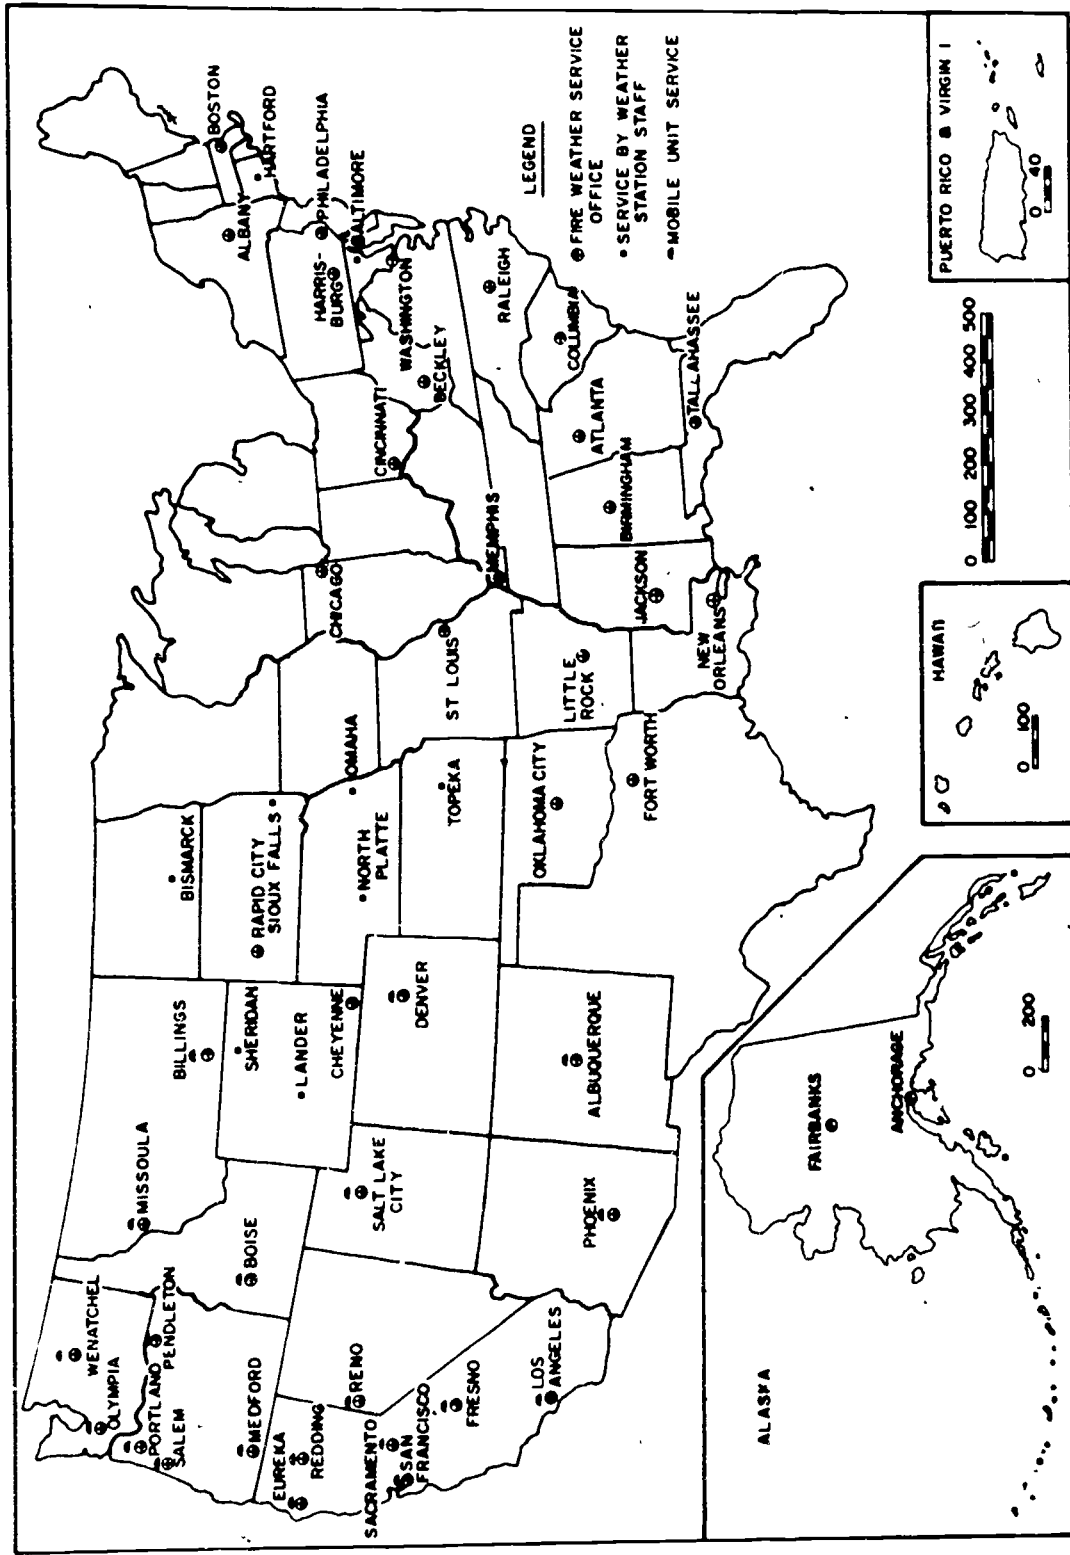 WENATCHEL
OLYMPIA
PORTLAND
SALEM
PENDLETON
MEDFORD
EUREKA
REDDING
SACRAMENTO
SAN
FRANCISCO
RENO
FRESNO
LOS
ANGELES
BOISE
MISSOULA
BILLINGS
SALT LAKE
CITY
PHOENIX
SHERIDAN
LANDER
CHEYENNE
DENVER
ALBUQUERQUE
BISMARCK
RAPID CITY
SIOUX FALLS
NORTH
PLATTE
OMAHA
TOPEKA
OKLAHOMA CITY
FORT WORTH
ST LOUIS
LITTLE
ROCK
NEW
ORLEANS
CHICAGO
MEMPHIS
JACKSON
BIRMINGHAM
CINCINNATI
ATLANTA
TALLAHASSEE
BECKLEY
WASHINGTON
COLUMBIA
RALEIGH
HARRIS-
BURG
ALBANY
PHILADELPHIA
BALTIMORE
BOSTON
HARTFORD
LEGEND
FIRE WEATHER SERVICE
OFFICE
SERVICE BY WEATHER
STATION STAFF
MOBILE UNIT SERVICE
ALASKA
FAIRBANKS
ANCHORAGE
0 200
HAWAII
0 100
0 100 200 300 400 500
PUERTO RICO & VIRGIN I
0 40